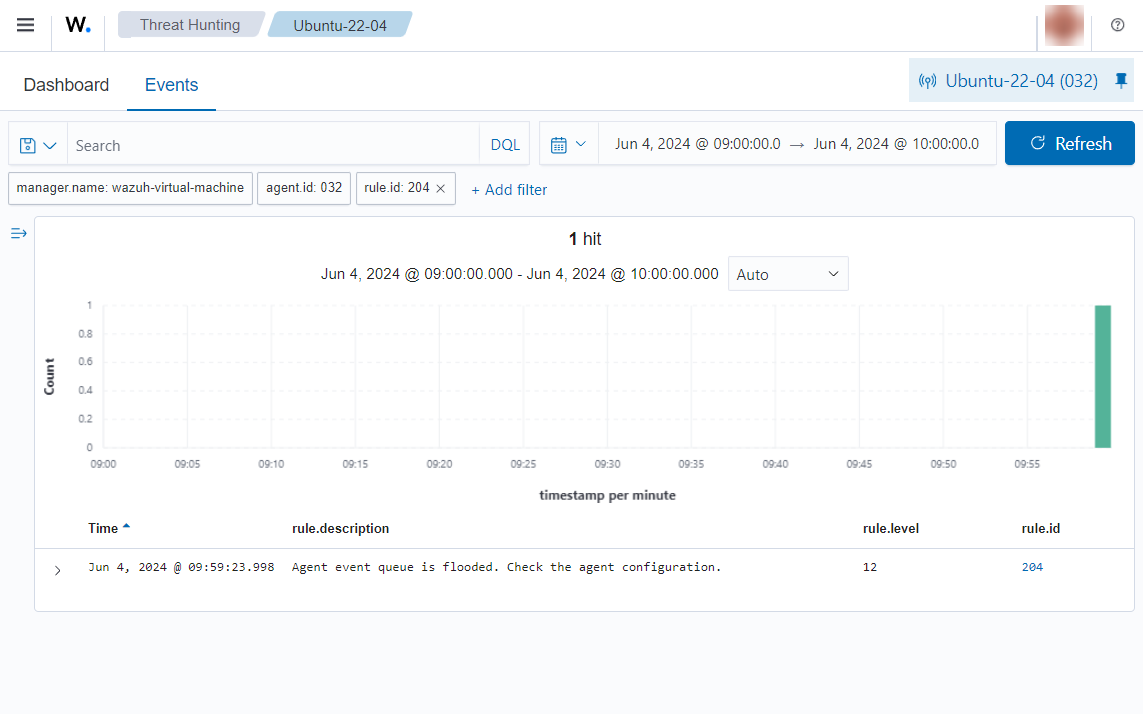 W. Threat Hunting Ubuntu-22-04
Dashboard Events Ubuntu-22-04 (032)
Search DQL Jun 4, 2024 @ 09:00:00.0 → Jun 4, 2024 @ 10:00:00.0 Refresh
manager.name: wazuh-virtual-machine agent.id: 032 rule.id: 204 × + Add filter
1 hit
Jun 4, 2024 @ 09:00:00.000 - Jun 4, 2024 @ 10:00:00.000 Auto
Count
1
0.8
0.6
0.4
0.2
0
09:00 09:05 09:10 09:15 09:20 09:25 09:30 09:35 09:40 09:45 09:50 09:55
timestamp per minute
Time rule.description rule.level rule.id
Jun 4, 2024 @ 09:59:23.998 Agent event queue is flooded. Check the agent configuration. 12 204